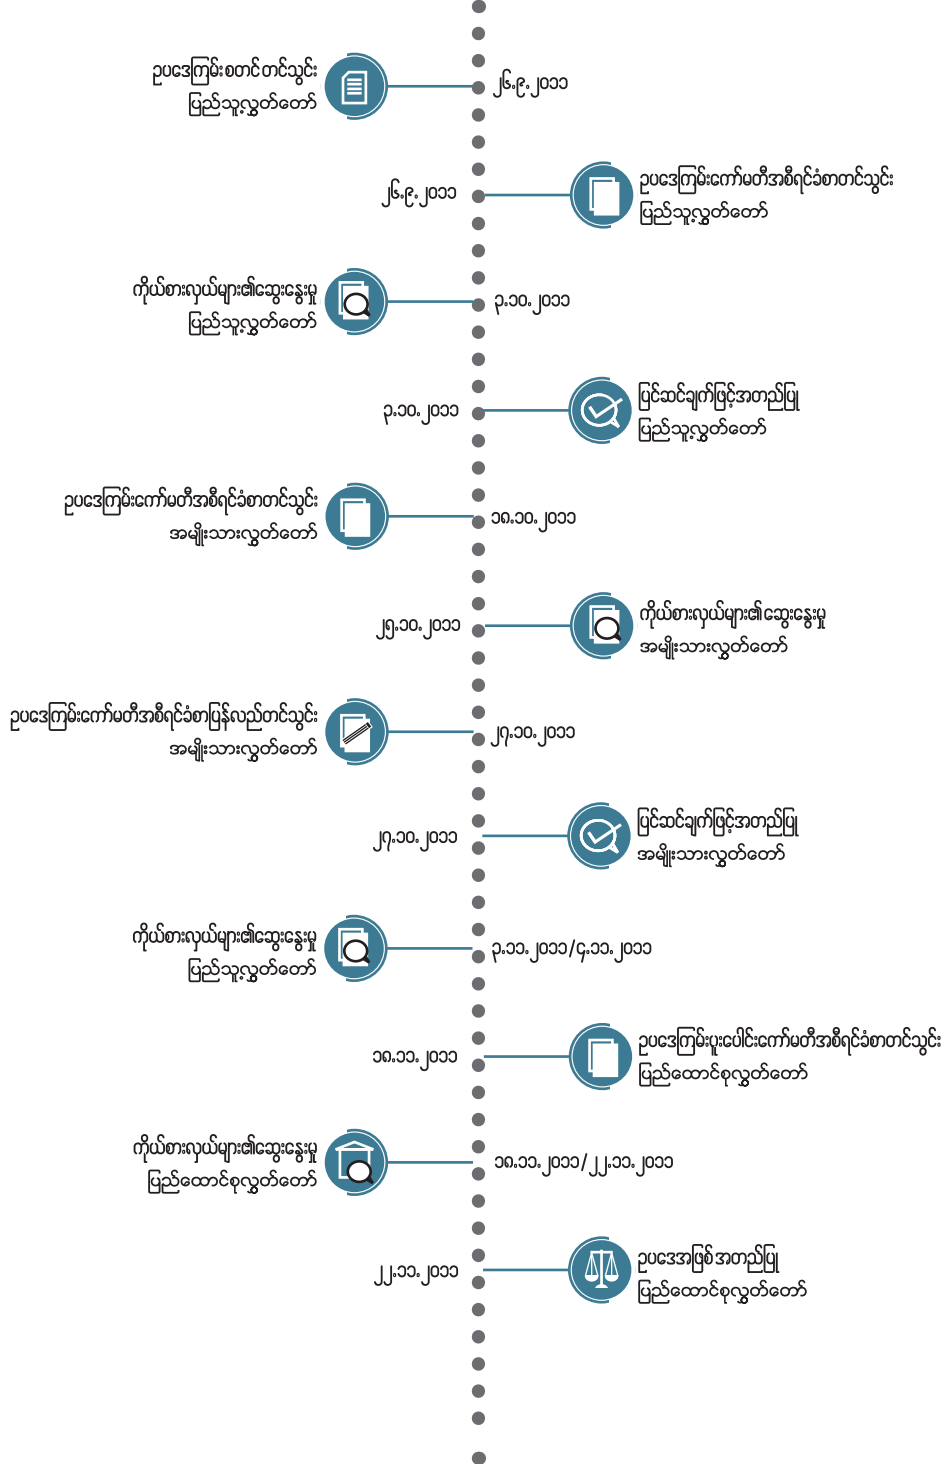 ဥပဒေကြမ်းစတင်တင်သွင်း
ပြည်သူ့လွှတ်တော်
၂၆.၉.၂၀၁၁
၂၆.၉.၂၀၁၁
ဥပဒေကြမ်းကော်မတီအစီရင်ခံစာတင်သွင်း
ပြည်သူ့လွှတ်တော်
ကိုယ်စားလှယ်များ၏ဆွေးနွေးမှု
ပြည်သူ့လွှတ်တော်
၃.၁၀.၂၀၁၁
၃.၁၀.၂၀၁၁
ပြင်ဆင်ချက်ဖြင့်အတည်ပြု
ပြည်သူ့လွှတ်တော်
ဥပဒေကြမ်းကော်မတီအစီရင်ခံစာတင်သွင်း
အမျိုးသားလွှတ်တော်
၁၈.၁၀.၂၀၁၁
၂၅.၁၀.၂၀၁၁
ကိုယ်စားလှယ်များ၏ဆွေးနွေးမှု
အမျိုးသားလွှတ်တော်
ဥပဒေကြမ်းကော်မတီအစီရင်ခံစာပြန်လည်တင်သွင်း
အမျိုးသားလွှတ်တော်
၂၇.၁၀.၂၀၁၁
၂၇.၁၀.၂၀၁၁
ပြင်ဆင်ချက်ဖြင့်အတည်ပြု
အမျိုးသားလွှတ်တော်
ကိုယ်စားလှယ်များ၏ဆွေးနွေးမှု
ပြည်သူ့လွှတ်တော်
၃.၁၁.၂၀၁၁/၄.၁၁.၂၀၁၁
၁၈.၁၁.၂၀၁၁
ဥပဒေကြမ်းပူးပေါင်းကော်မတီအစီရင်ခံစာတင်သွင်း
ပြည်ထောင်စုလွှတ်တော်
ကိုယ်စားလှယ်များ၏ဆွေးနွေးမှု
ပြည်ထောင်စုလွှတ်တော်
၁၈.၁၁.၂၀၁၁/၂၂.၁၁.၂၀၁၁
၂၂.၁၁.၂၀၁၁
ဥပဒေအဖြစ်အတည်ပြု
ပြည်ထောင်စုလွှတ်တော်